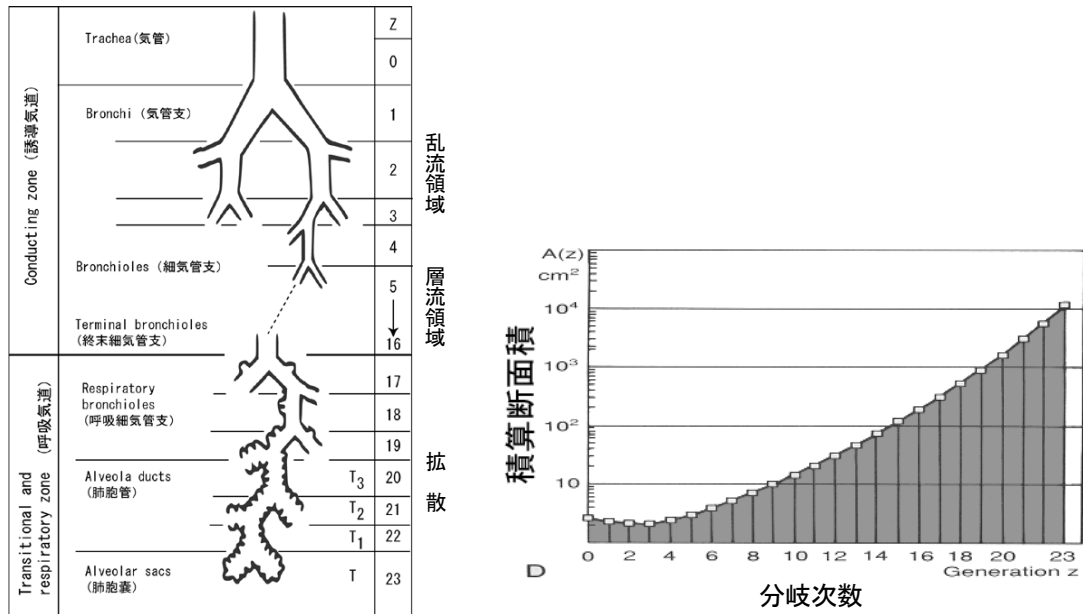 Conducting zone (誘導気道)
Trachea(気管)
Z
0
Bronchi (気管支)
1
2
3
4
Bronchioles (細気管支)
5
Terminal bronchioles
(終末細気管支)
16
乱流領域
層流領域
Transitional and
respiratory zone
(呼吸気道)
Respiratory
bronchioles
(呼吸細気管支)
17
18
19
Alveola ducts
(肺胞管)
T3
20
T2
21
T1
22
Alveolar sacs
(肺胞嚢)
T
23
拡散
A(z)
cm2
10⁴
10³
10²
10
積算断面積
0 2 4 6 8 10 12 14 16 18 20 23
Generation z
D
分岐次数